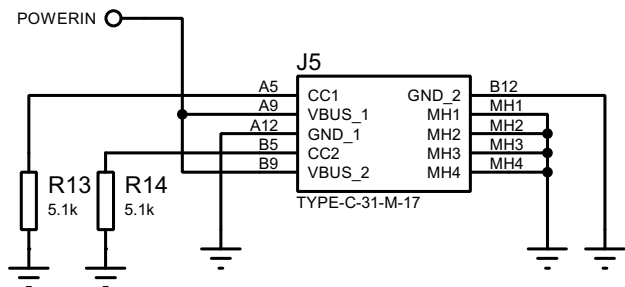 POWERIN
J5
A5 CC1 GND_2 B12
A9 VBUS_1 MH1 MH1
A12 GND_1 MH2 MH2
B5 CC2 MH3 MH3
B9 VBUS_2 MH4 MH4
TYPE-C-31-M-17
R13 R14
5.1k 5.1k